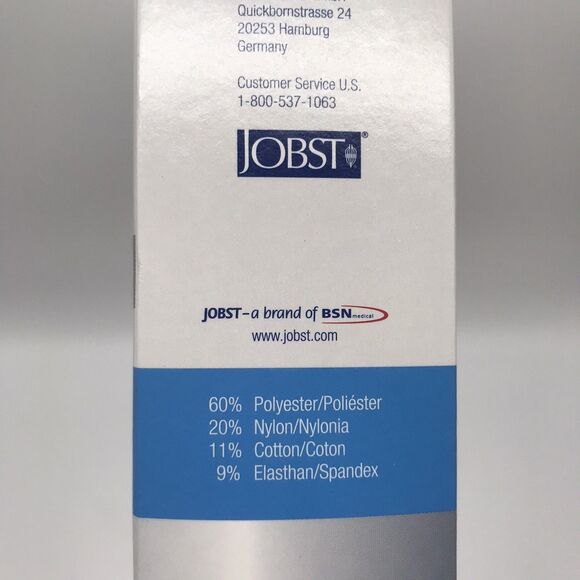 Quickbornstrasse 24
20253 Hamburg
Germany
Customer Service U.S.
1-800-537-1063
JOBST®
JOBST–a brand of BSN medical
www.jobst.com
60% Polyester/Poliéster
20% Nylon/Nylonia
11% Cotton/Coton
9% Elasthan/Spandex